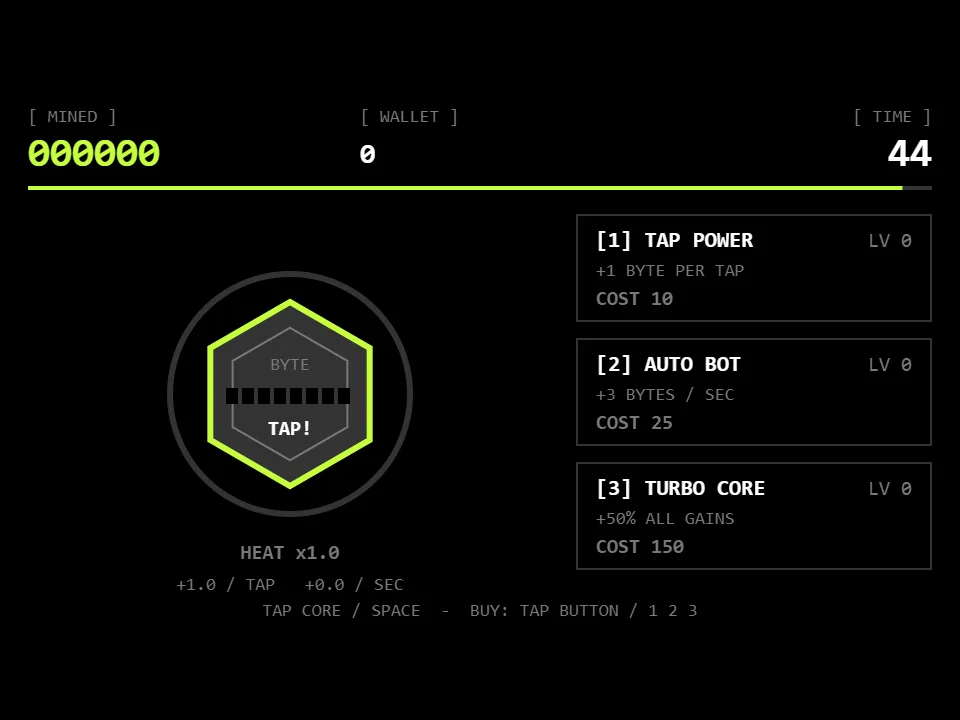 [ MINED ] [ WALLET ] [ TIME ]
000000 0 44
[1] TAP POWER LV 0
+1 BYTE PER TAP
COST 10
[2] AUTO BOT LV 0
+3 BYTES / SEC
COST 25
[3] TURBO CORE LV 0
+50% ALL GAINS
COST 150
BYTE
TAP!
HEAT x1.0
+1.0 / TAP +0.0 / SEC
TAP CORE / SPACE - BUY: TAP BUTTON / 1 2 3